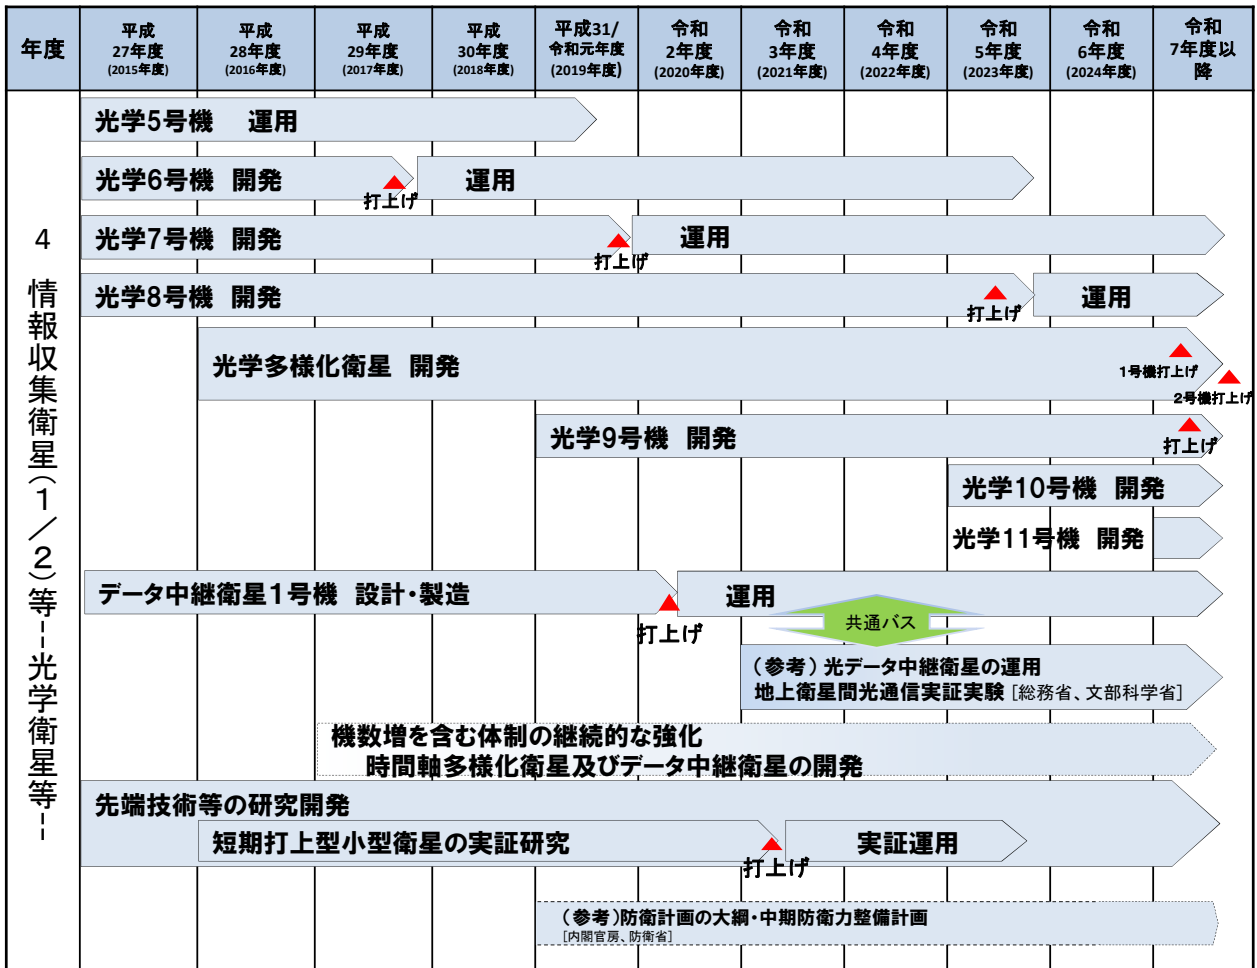 年度
平成
27年度
(2015年度)
平成
28年度
(2016年度)
平成
29年度
(2017年度)
平成
30年度
(2018年度)
平成31/
令和元年度
(2019年度)
令和
2年度
(2020年度)
令和
3年度
(2021年度)
令和
4年度
(2022年度)
令和
5年度
(2023年度)
令和
6年度
(2024年度)
令和
7年度以
降
4 情報収集衛星(1/2)等--光学衛星等--
光学5号機 運用
光学6号機 開発
打上げ
運用
光学7号機 開発
打上げ
運用
光学8号機 開発
打上げ
運用
光学多様化衛星 開発
1号機打上げ
2号機打上げ
光学9号機 開発
打上げ
光学10号機 開発
光学11号機 開発
データ中継衛星1号機 設計・製造
打上げ
運用
共通バス
(参考)光データ中継衛星の運用
地上衛星間光通信実証実験 [総務省、文部科学省]
機数増を含む体制の継続的な強化
時間軸多様化衛星及びデータ中継衛星の開発
先端技術等の研究開発
短期打上型小型衛星の実証研究
打上げ
実証運用
(参考)防衛計画の大綱・中期防衛力整備計画
[内閣官房、防衛省]